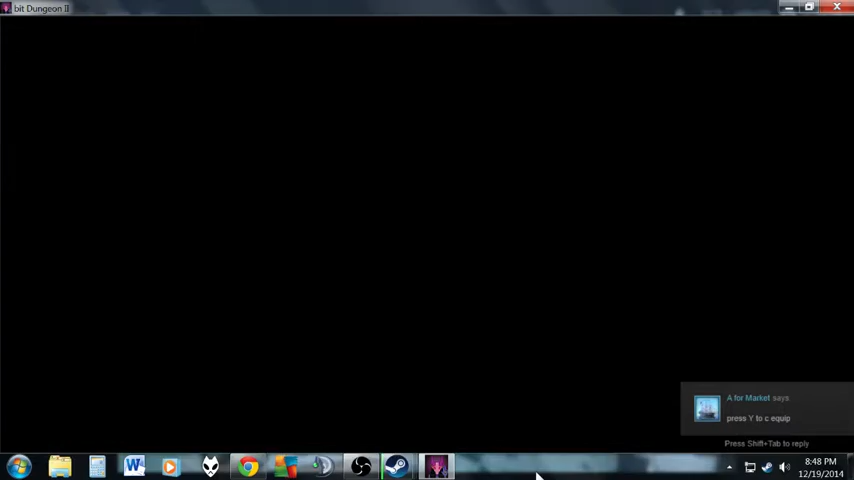 bit Dungeon II
A for Market says
press Y to c equip
Press Shift+Tab to reply
8:48 PM
12/19/2014